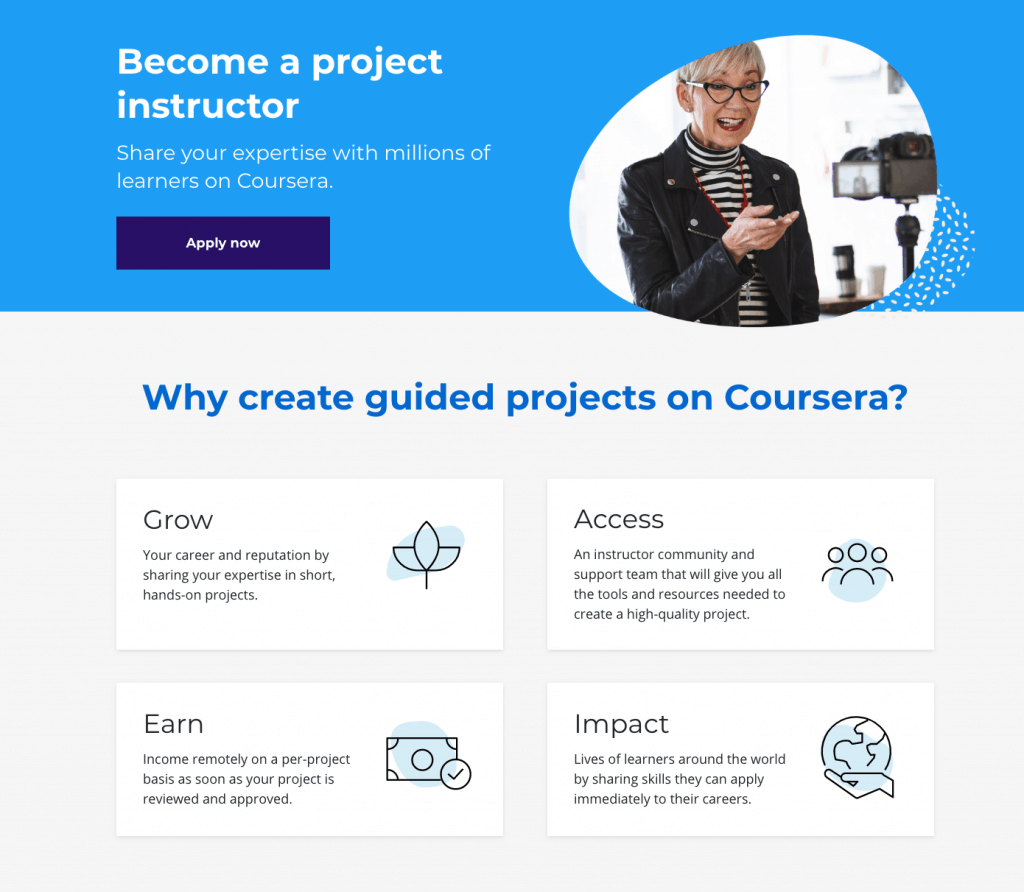 Become a project
instructor
Share your expertise with millions of
learners on Coursera.
Apply now
Why create guided projects on Coursera?
Grow
Your career and reputation by
sharing your expertise in short,
hands-on projects.
Access
An instructor community and
support team that will give you all
the tools and resources needed to
create a high-quality project.
Earn
Income remotely on a per-project
basis as soon as your project is
reviewed and approved.
Impact
Lives of learners around the world
by sharing skills they can apply
immediately to their careers.